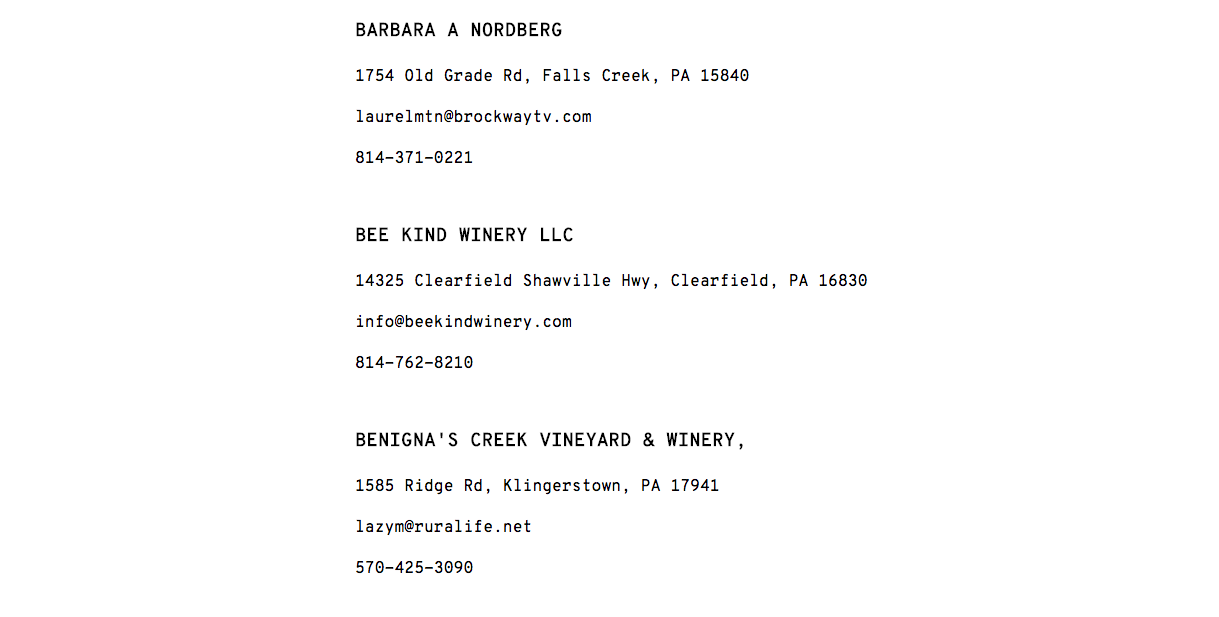 BARBARA A NORDBERG
1754 Old Grade Rd, Falls Creek, PA 15840
laurelmtn@brockwaytv.com
814-371-0221
BEE KIND WINERY LLC
14325 Clearfield Shawville Hwy, Clearfield, PA 16830
info@beekindwinery.com
814-762-8210
BENIGNA'S CREEK VINEYARD & WINERY,
1585 Ridge Rd, Klingerstown, PA 17941
lazym@ruralife.net
570-425-3090